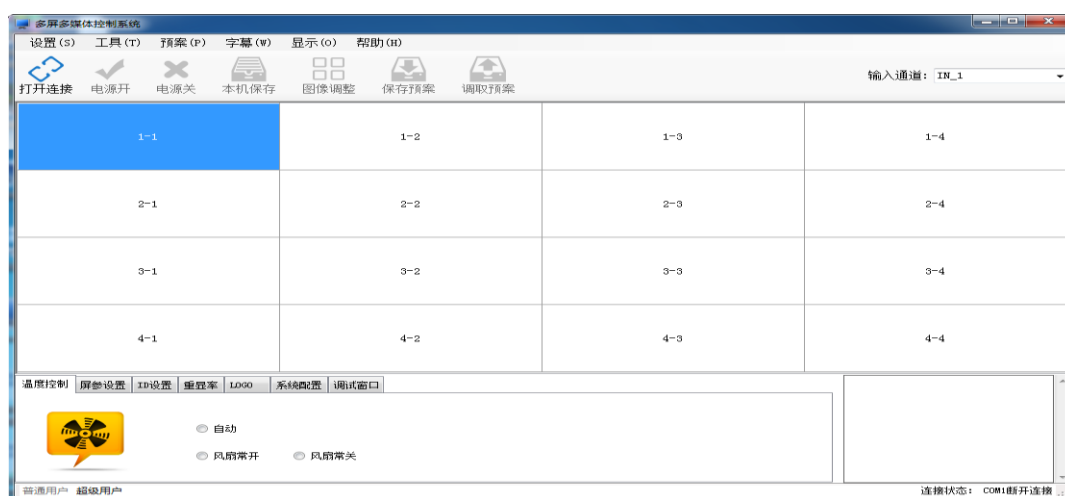 多屏多媒体控制系统
设置(S) 工具(T) 预案(P) 字幕(W) 显示(O) 帮助(H)
打开连接 电源开 电源关 本机保存 图像调整 保存预案 调取预案 输入通道: IN_1
1-1 1-2 1-3 1-4
2-1 2-2 2-3 2-4
3-1 3-2 3-3 3-4
4-1 4-2 4-3 4-4
温度控制 屏参设置 ID设置 重显率 LOGO 系统配置 调试窗口
自动
风扇常开 风扇常关
普通用户 超级用户 连接状态: COM1断开连接